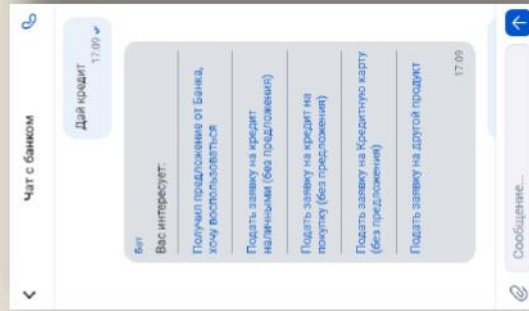 Чат с банком
Дай кредит
17:09
Бот
Вас интересует:
Получил предложение от Банка,
хочу воспользоваться
Подать заявку на кредит
наличными (без предложения)
Подать заявку на кредит на
покупку (без предложения)
Подать заявку на Кредитную карту
(без предложения)
Подать заявку на другой продукт
17:09
Сообщение...